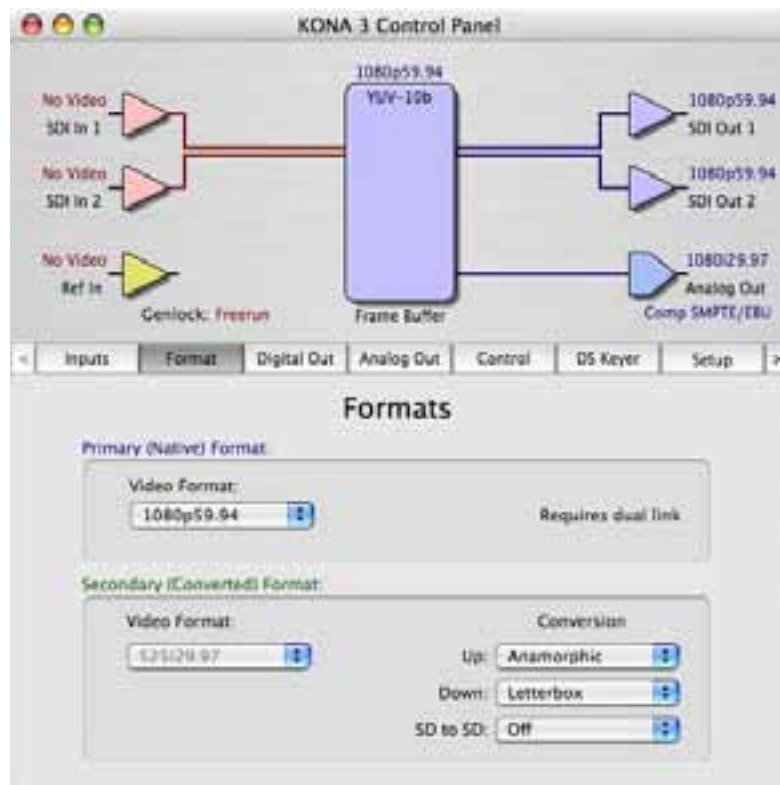 KONA 3 Control Panel
1080p59.94
YUV-10b
No Video
SDI In 1
1080p59.94
SDI Out 1
No Video
SDI In 2
1080p59.94
SDI Out 2
No Video
Ref In
1080i29.97
Analog Out
Genlock: Freerun
Frame Buffer
Comp SMPTE/EBU
< Inputs Format Digital Out Analog Out Control DS Keyer Setup >
Formats
Primary (Native) Format:
Video Format:
1080p59.94
Requires dual link
Secondary (Converted) Format:
Video Format:
Conversion
525i29.97
Up: Anamorphic
Down: Letterbox
SD to SD: Off